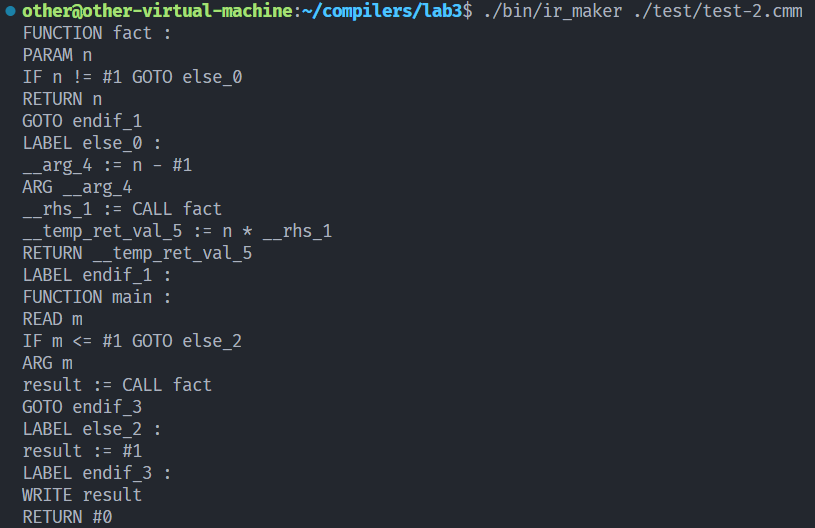 other@other-virtual-machine:~/compilers/lab3$ ./bin/ir_maker ./test/test-2.cmm
FUNCTION fact :
PARAM n
IF n != #1 GOTO else_0
RETURN n
GOTO endif_1
LABEL else_0 :
__arg_4 := n - #1
ARG __arg_4
__rhs_1 := CALL fact
__temp_ret_val_5 := n * __rhs_1
RETURN __temp_ret_val_5
LABEL endif_1 :
FUNCTION main :
READ m
IF m <= #1 GOTO else_2
ARG m
result := CALL fact
GOTO endif_3
LABEL else_2 :
result := #1
LABEL endif_3 :
WRITE result
RETURN #0